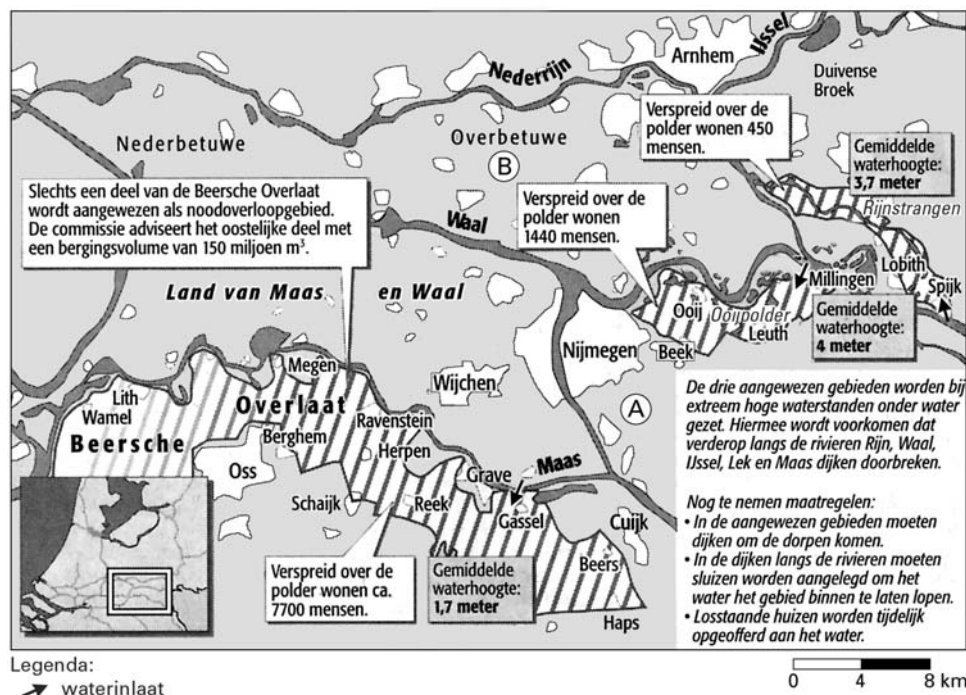 Arnhem
IJssel
Nederrijn
Duivense
Broek
Verspreid over de
polder wonen 450
mensen.
Nederbetuwe
Overbetuwe
B
Gemiddelde
waterhoogte:
3,7 meter
Slechts een deel van de Beersche Overlaat
wordt aangewezen als noodoverloopgebied.
De commissie adviseert het oostelijke deel met
een bergingsvolume van 150 miljoen m³.
Verspreid over de
polder wonen
1440 mensen.
Rijnstrangen
Waal
Lobith
Millingen
Spijk
Land van Maas en Waal
Ooij
Ooijpolder
Leuth
Gemiddelde
waterhoogte:
4 meter
Nijmegen
Beek
Megen
Wijchen
Lith
Wamel
Overlaat
Beersche
Ravenstein
Berghem
Herpen
A
Oss
Grave
Maas
Schaijk
Reek
Gassel
Cuijk
Beers
Haps
Verspreid over de
polder wonen ca.
7700 mensen.
Gemiddelde
waterhoogte:
1,7 meter
De drie aangewezen gebieden worden bij
extreem hoge waterstanden onder water
gezet. Hiermee wordt voorkomen dat
verderop langs de rivieren Rijn, Waal,
IJssel, Lek en Maas dijken doorbreken.
Nog te nemen maatregelen:
• In de aangewezen gebieden moeten
dijken om de dorpen komen.
• In de dijken langs de rivieren moeten
sluizen worden aangelegd om het
water het gebied binnen te laten lopen.
• Losstaande huizen worden tijdelijk
opgeofferd aan het water.
Legenda:
waterinlaat
0 4 8 km